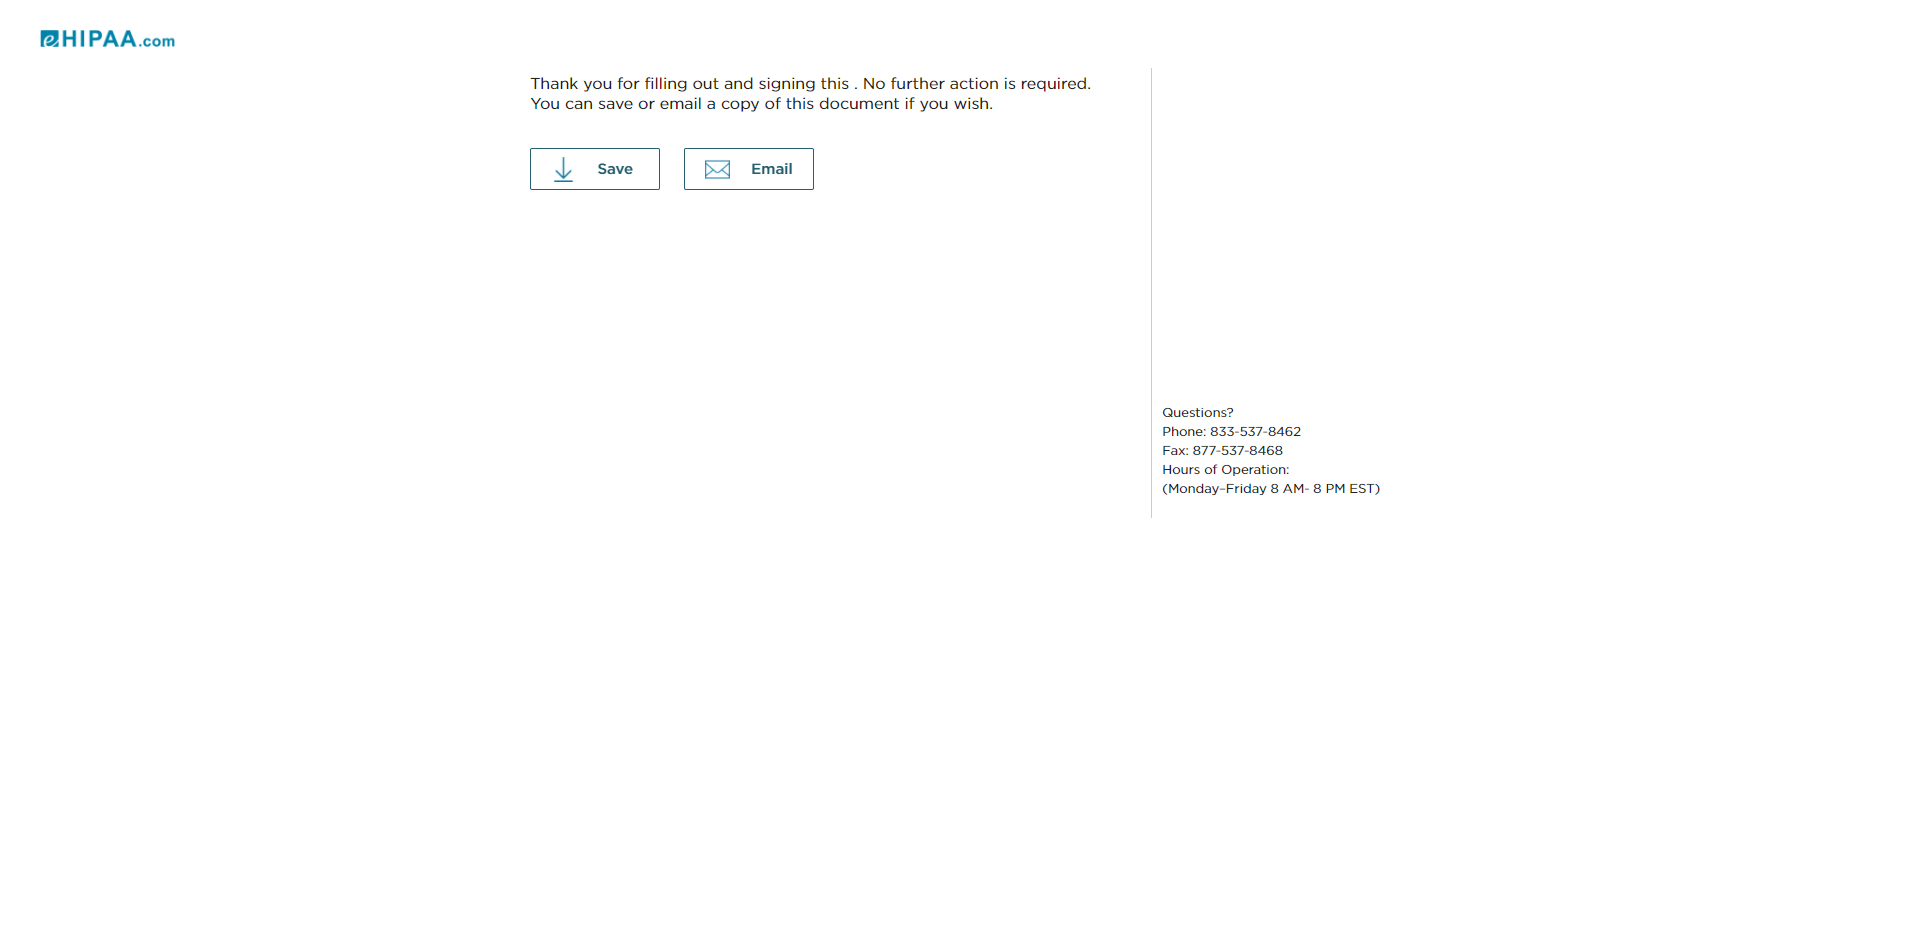 eHIPAA.com
Thank you for filling out and signing this . No further action is required.
You can save or email a copy of this document if you wish.
Save
Email
Questions?
Phone: 833-537-8462
Fax: 877-537-8468
Hours of Operation:
(Monday–Friday 8 AM- 8 PM EST)